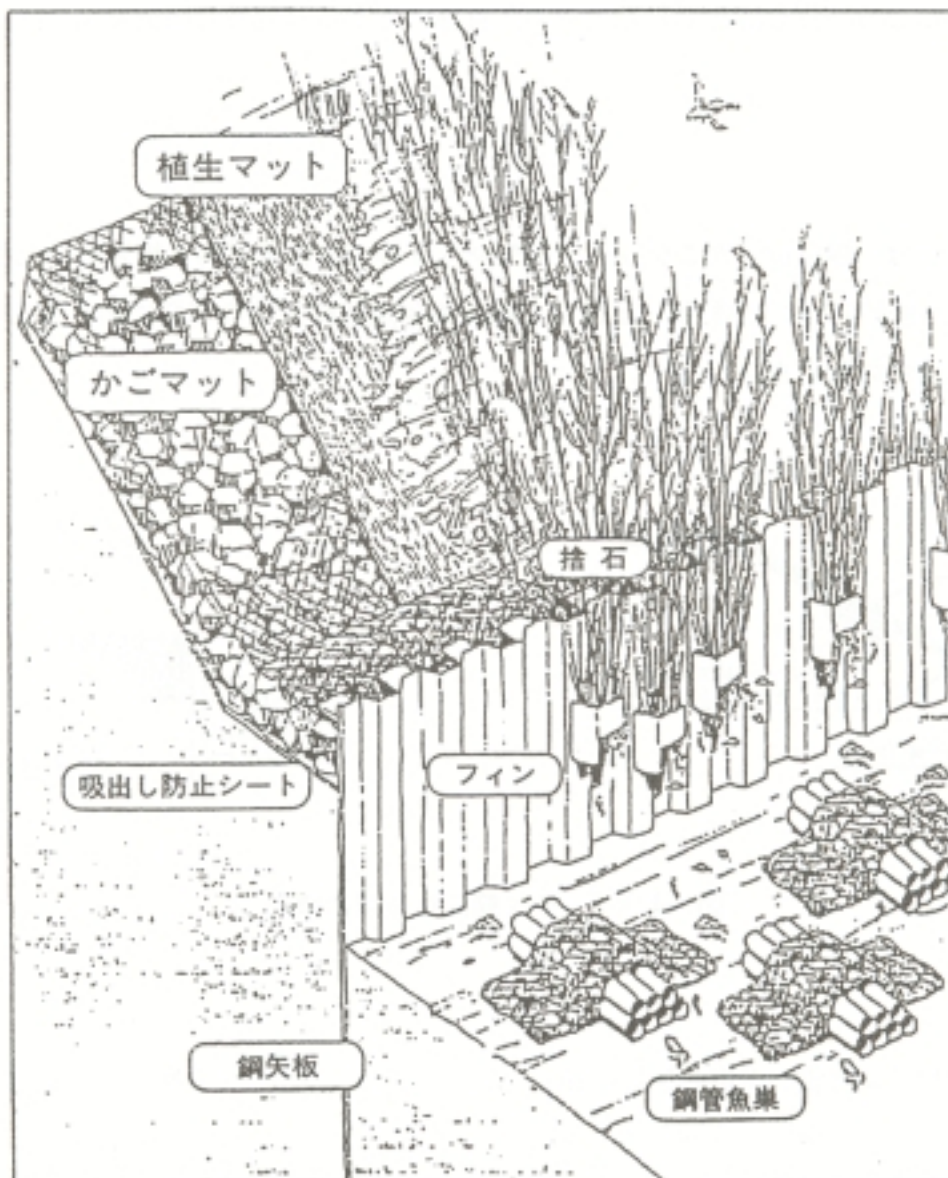 植生マット
かごマット
捨石
吸出し防止シート
フィン
鋼矢板
鋼管魚巣